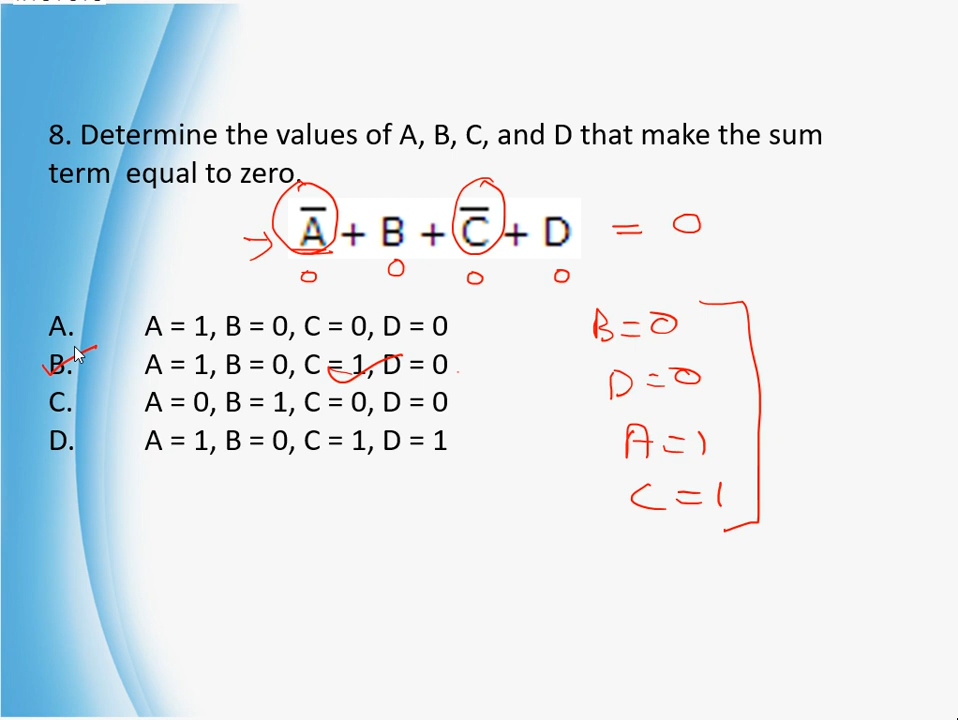 8. Determine the values of A, B, C, and D that make the sum
term equal to zero.
A̅ + B + C̅ + D = 0
0 0 0 0
A. A = 1, B = 0, C = 0, D = 0
B. A = 1, B = 0, C = 1, D = 0
C. A = 0, B = 1, C = 0, D = 0
D. A = 1, B = 0, C = 1, D = 1
B = 0
D = 0
A = 1
C = 1